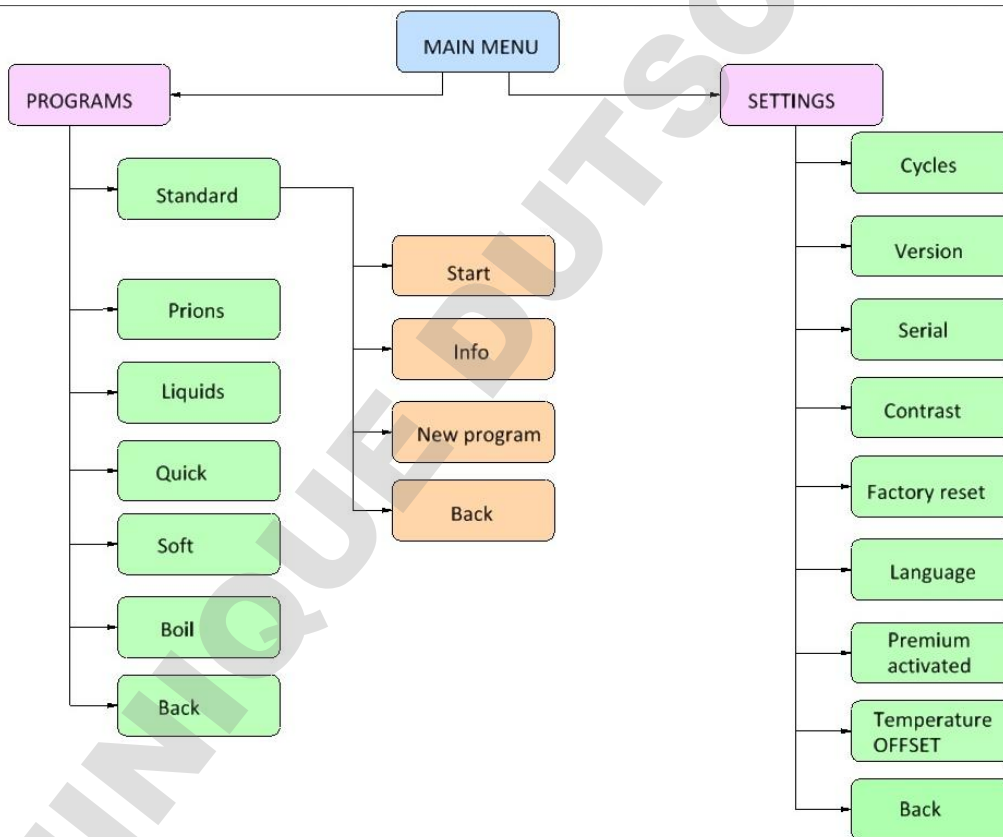 MAIN MENU
PROGRAMS
Standard
Prions
Liquids
Quick
Soft
Boil
Back
Start
Info
New program
Back
SETTINGS
Cycles
Version
Serial
Contrast
Factory reset
Language
Premium
activated
Temperature
OFFSET
Back